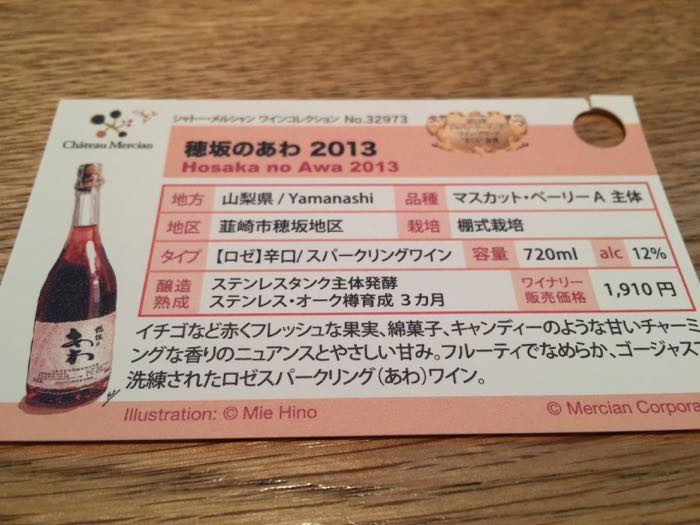 シャトー・メルシャン ワインコレクション No.32973
Château Mercian
穂坂のあわ 2013
Hosaka no Awa 2013
地方 山梨県 / Yamanashi 品種 マスカット・ベーリーA 主体
地区 韮崎市穂坂地区 栽培 棚式栽培
タイプ 【ロゼ】辛口/スパークリングワイン 容量 720ml alc 12%
醸造 ステンレスタンク主体発酵
熟成 ステンレス・オーク樽育成 3カ月
ワイナリー
販売価格 1,910 円
イチゴなど赤くフレッシュな果実、綿菓子、キャンディーのような甘いチャーミ
ングな香りのニュアンスとやさしい甘み。フルーティでなめらか、ゴージャスで
洗練されたロゼスパークリング(あわ)ワイン。
Illustration: © Mie Hino
© Mercian Corpora
穂坂の
あわ